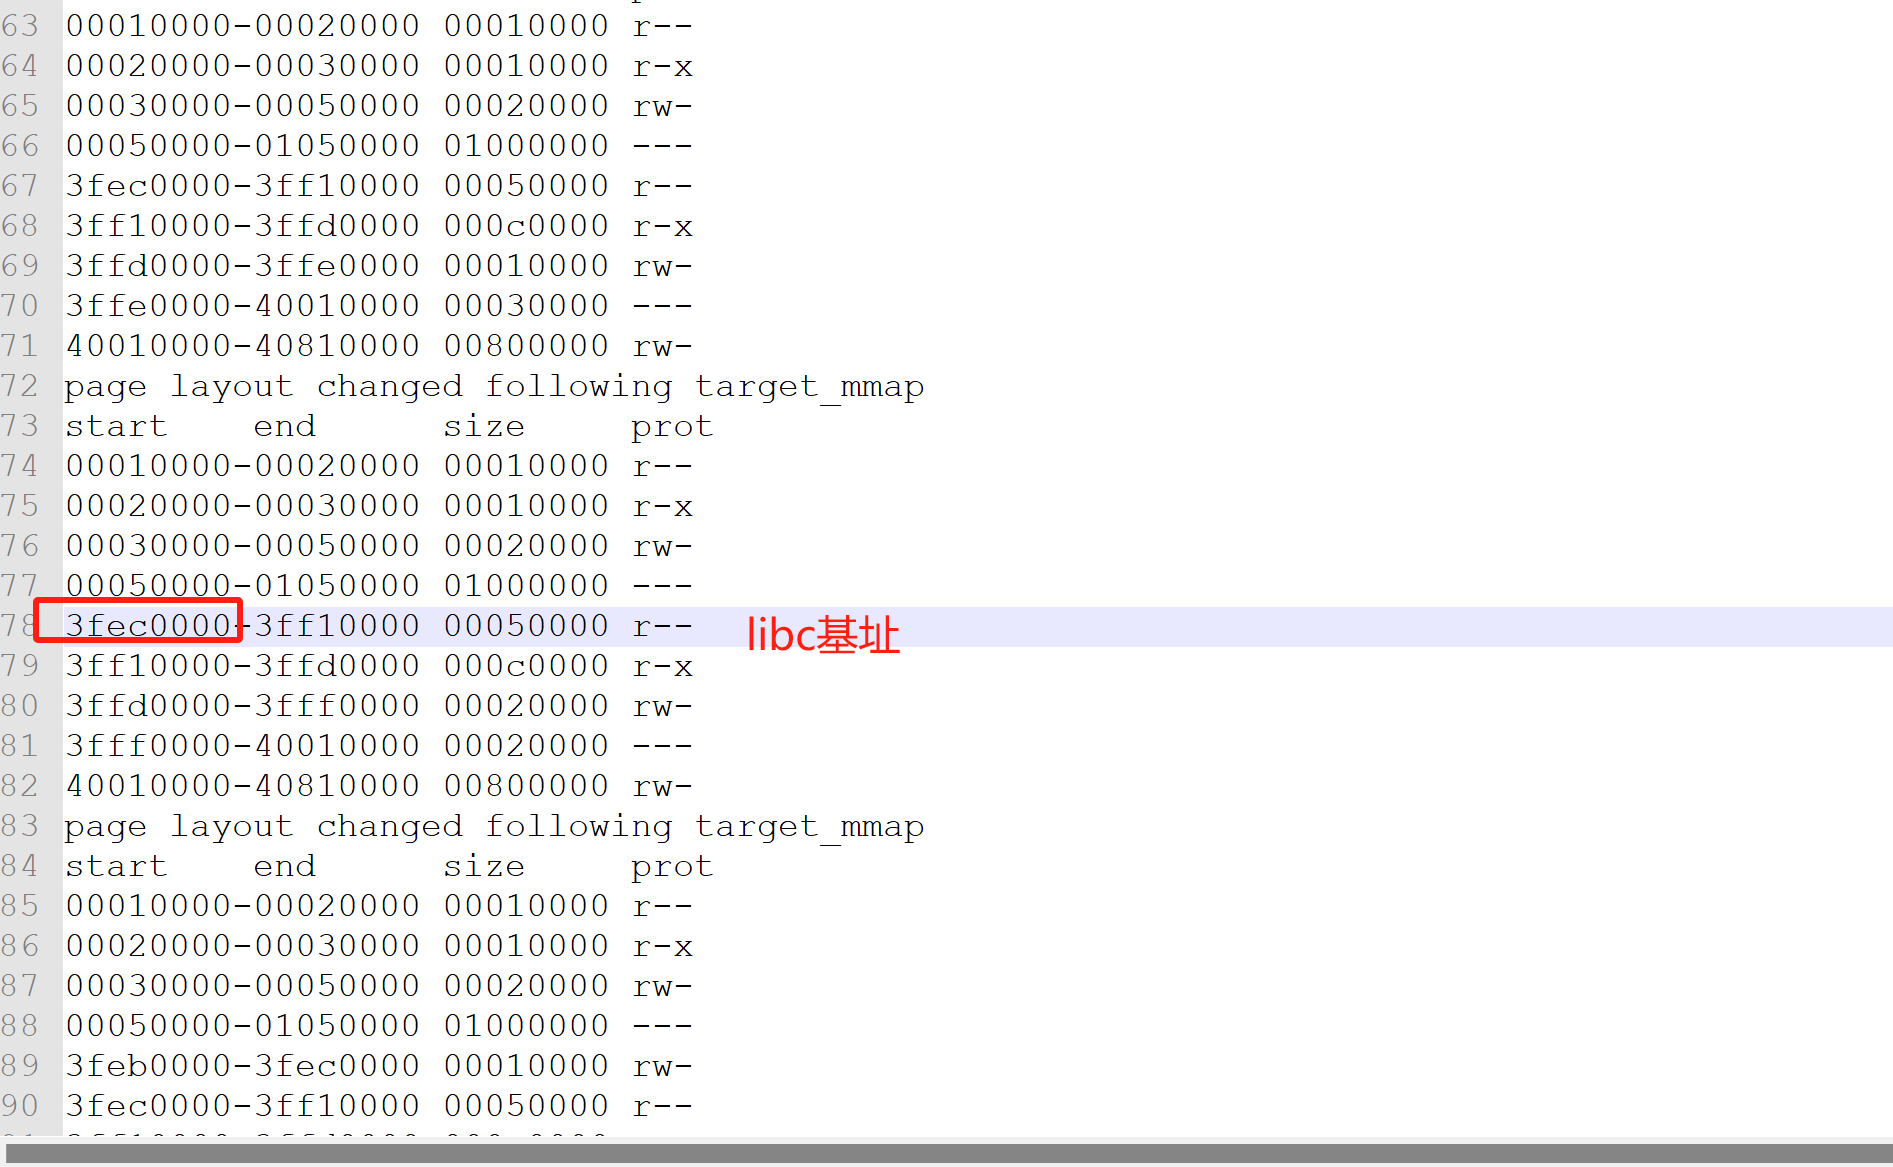 63 00010000-00020000 00010000 r--
64 00020000-00030000 00010000 r-x
65 00030000-00050000 00020000 rw-
66 00050000-01050000 01000000 ---
67 3fec0000-3ff10000 00050000 r--
68 3ff10000-3ffd0000 000c0000 r-x
69 3ffd0000-3ffe0000 00010000 rw-
70 3ffe0000-40010000 00030000 ---
71 40010000-40810000 00800000 rw-
72 page layout changed following target_mmap
73 start    end      size     prot
74 00010000-00020000 00010000 r--
75 00020000-00030000 00010000 r-x
76 00030000-00050000 00020000 rw-
77 00050000-01050000 01000000 ---
78 3fec0000-3ff10000 00050000 r-- libc基址
79 3ff10000-3ffd0000 000c0000 r-x
80 3ffd0000-3fff0000 00020000 rw-
81 3fff0000-40010000 00020000 ---
82 40010000-40810000 00800000 rw-
83 page layout changed following target_mmap
84 start    end      size     prot
85 00010000-00020000 00010000 r--
86 00020000-00030000 00010000 r-x
87 00030000-00050000 00020000 rw-
88 00050000-01050000 01000000 ---
89 3feb0000-3fec0000 00010000 rw-
90 3fec0000-3ff10000 00050000 r--